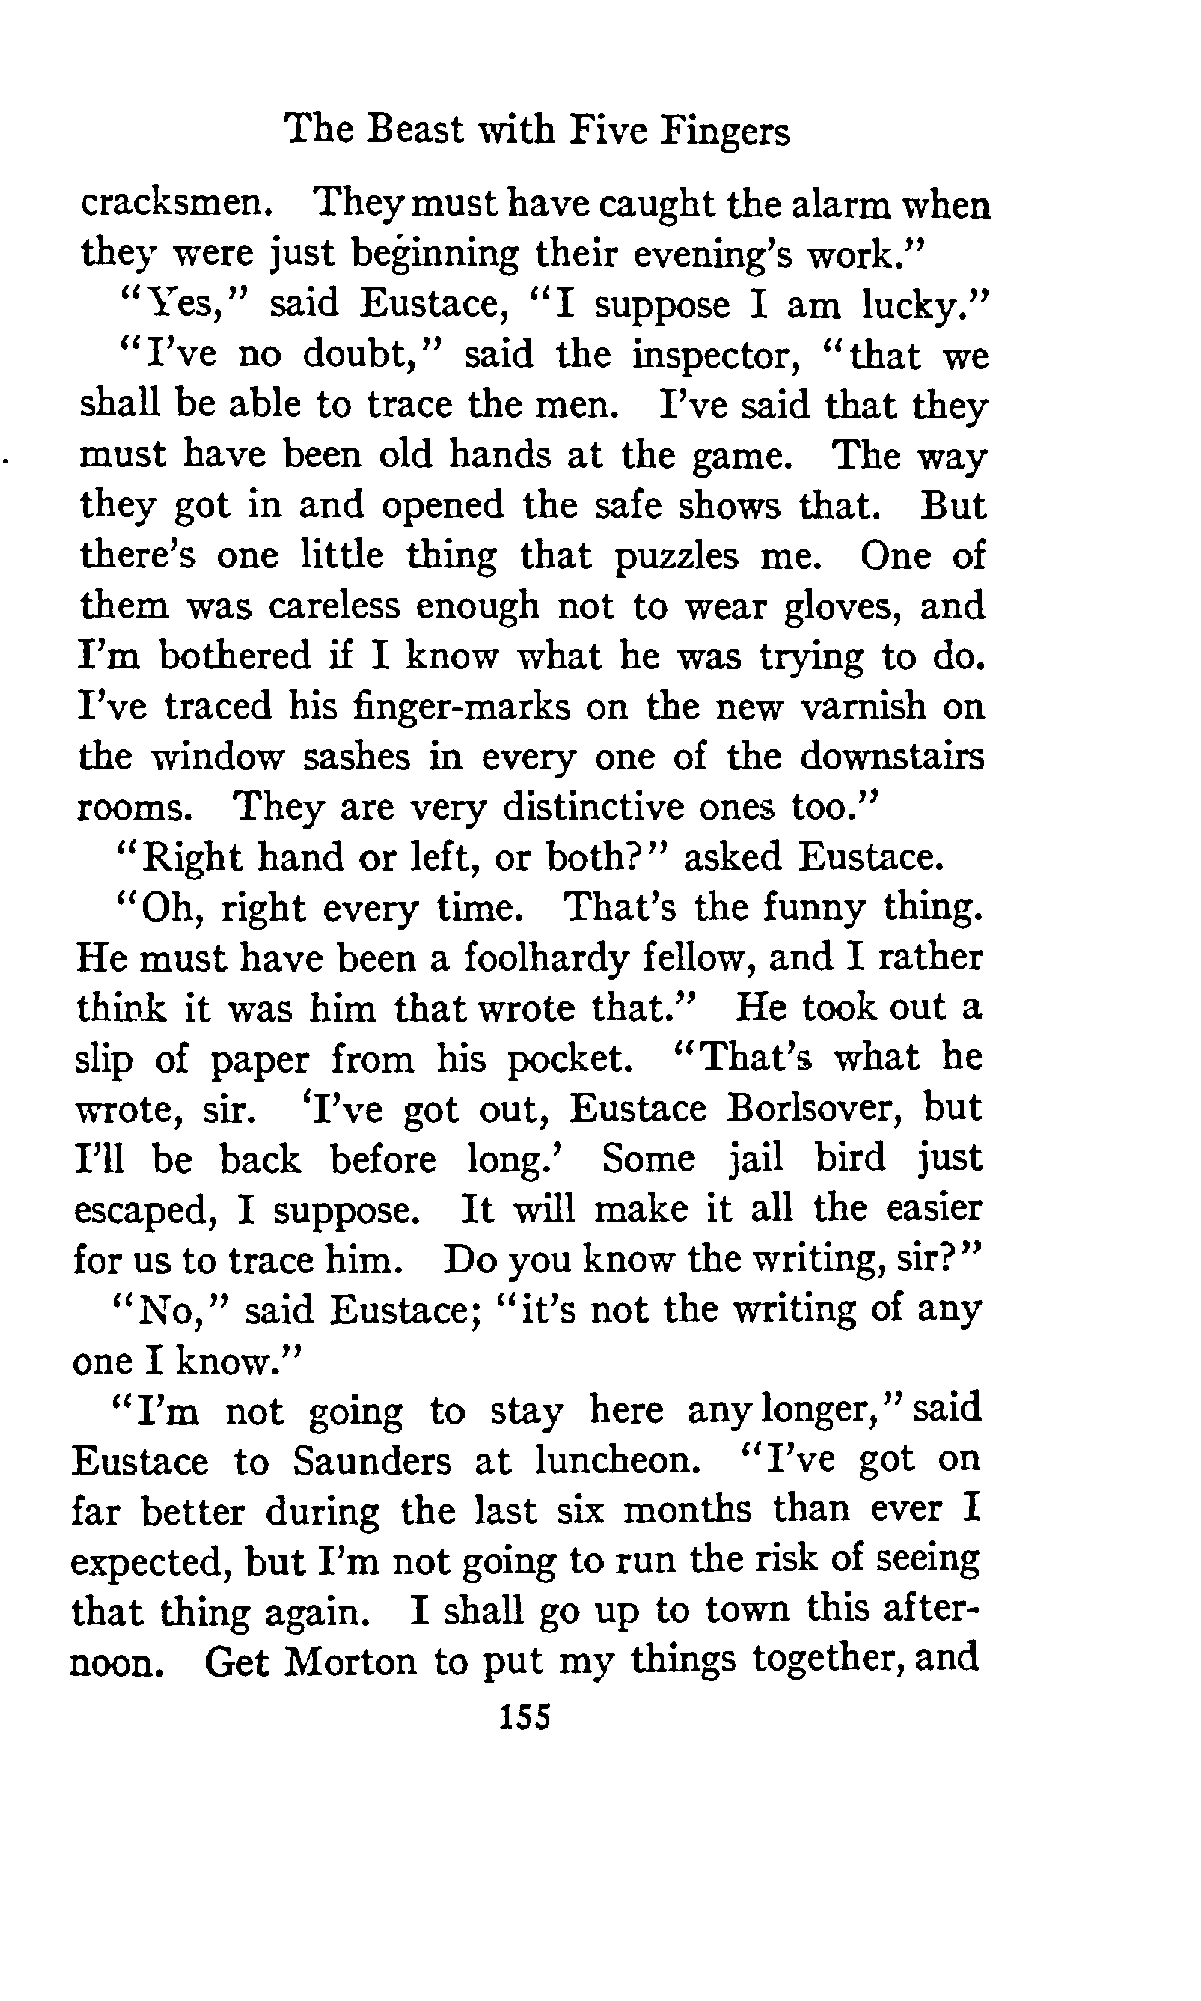 The Beast with Five Fingers
cracksmen. They must have caught the alarm when
they were just beginning their evening's work."
"Yes," said Eustace, "I suppose I am lucky."
"I've no doubt," said the inspector, "that we
shall be able to trace the men. I've said that they
must have been old hands at the game. The way
they got in and opened the safe shows that. But
there's one little thing that puzzles me. One of
them was careless enough not to wear gloves, and
I'm bothered if I know what he was trying to do.
I've traced his finger-marks on the new varnish on
the window sashes in every one of the downstairs
rooms. They are very distinctive ones too."
"Right hand or left, or both?" asked Eustace.
"Oh, right every time. That's the funny thing.
He must have been a foolhardy fellow, and I rather
think it was him that wrote that." He took out a
slip of paper from his pocket. "That's what he
wrote, sir. 'I've got out, Eustace Borlsover, but
I'll be back before long.' Some jail bird just
escaped, I suppose. It will make it all the easier
for us to trace him. Do you know the writing, sir?"
"No," said Eustace; "it's not the writing of any
one I know."
"I'm not going to stay here any longer," said
Eustace to Saunders at luncheon. "I've got on
far better during the last six months than ever I
expected, but I'm not going to run the risk of seeing
that thing again. I shall go up to town this after-
noon. Get Morton to put my things together, and
155